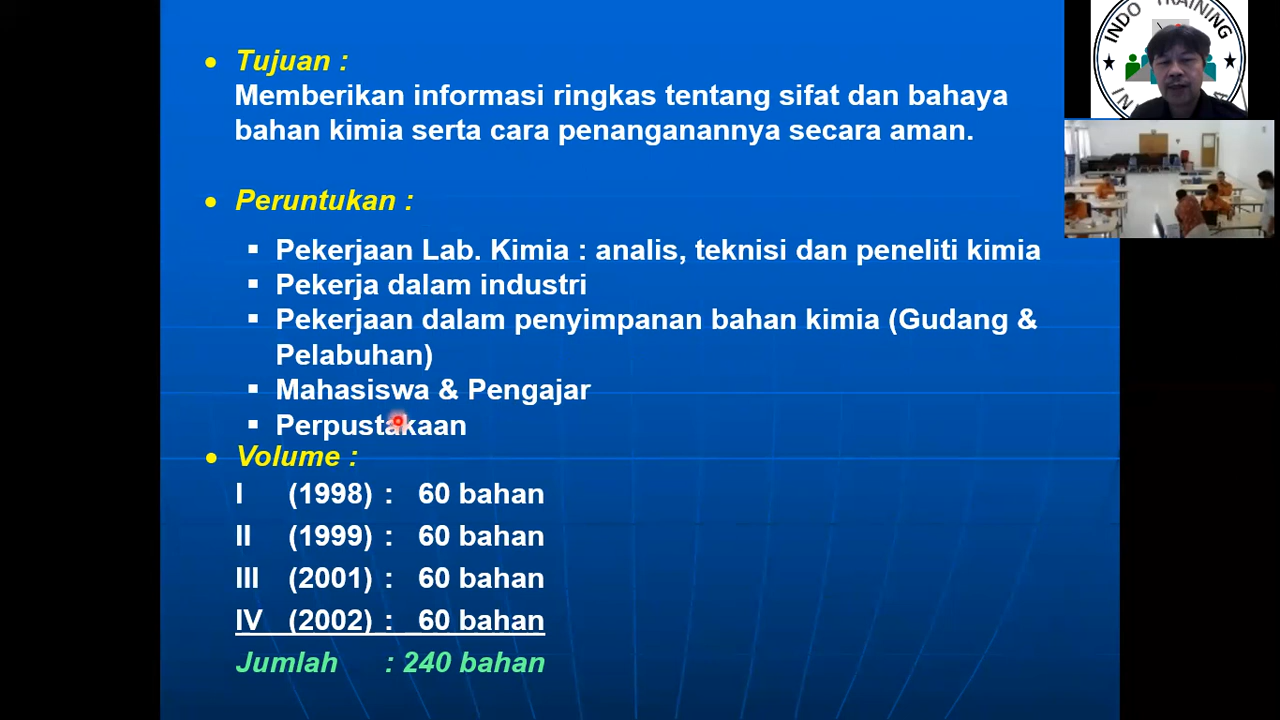 Tujuan :
Memberikan informasi ringkas tentang sifat dan bahaya
bahan kimia serta cara penanganannya secara aman.
Peruntukan :
Pekerjaan Lab. Kimia : analis, teknisi dan peneliti kimia
Pekerja dalam industri
Pekerjaan dalam penyimpanan bahan kimia (Gudang &
Pelabuhan)
Mahasiswa & Pengajar
Perpustakaan
Volume :
I (1998) : 60 bahan
II (1999) : 60 bahan
III (2001) : 60 bahan
IV (2002) : 60 bahan
Jumlah : 240 bahan
INDO TRAINING